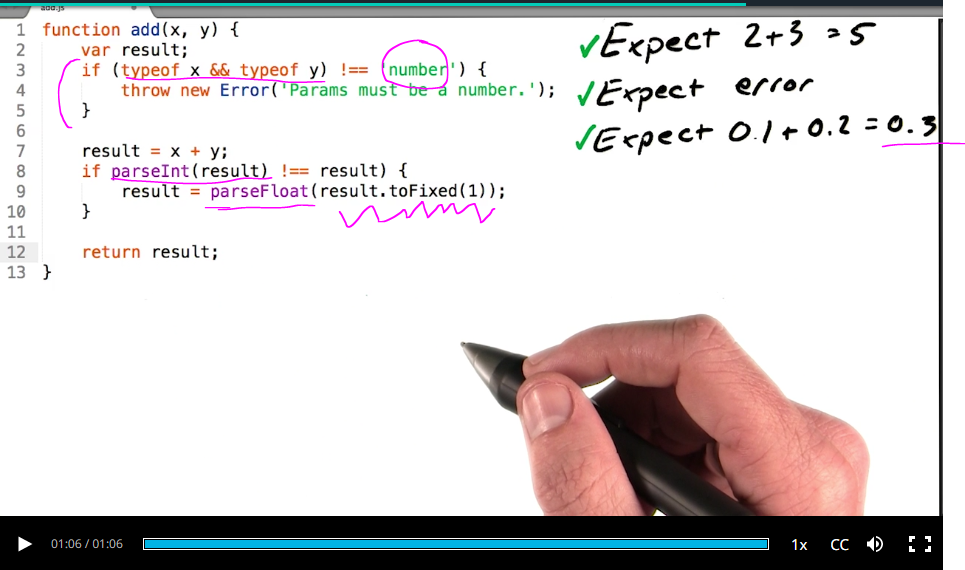 add.js
1 function add(x, y) {
2 var result;
3 if (typeof x && typeof y) !== 'number') {
4 throw new Error('Params must be a number.');
5 }
6
7 result = x + y;
8 if parseInt(result) !== result) {
9 result = parseFloat(result.toFixed(1));
10 }
11
12 return result;
13 }
✓Expect 2+3 = 5
✓Expect error
✓Expect 0.1+0.2 = 0.3
01:06 / 01:06
1x
CC